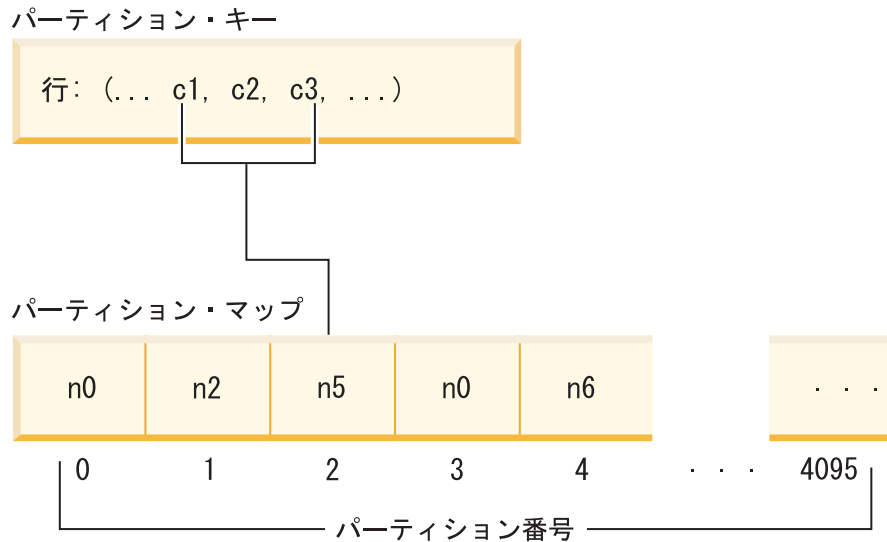 パーティション・キー
行: (... c1, c2, c3, ...)
パーティション・マップ
n0 n2 n5 n0 n6 ...
0 1 2 3 4 ... 4095
パーティション番号